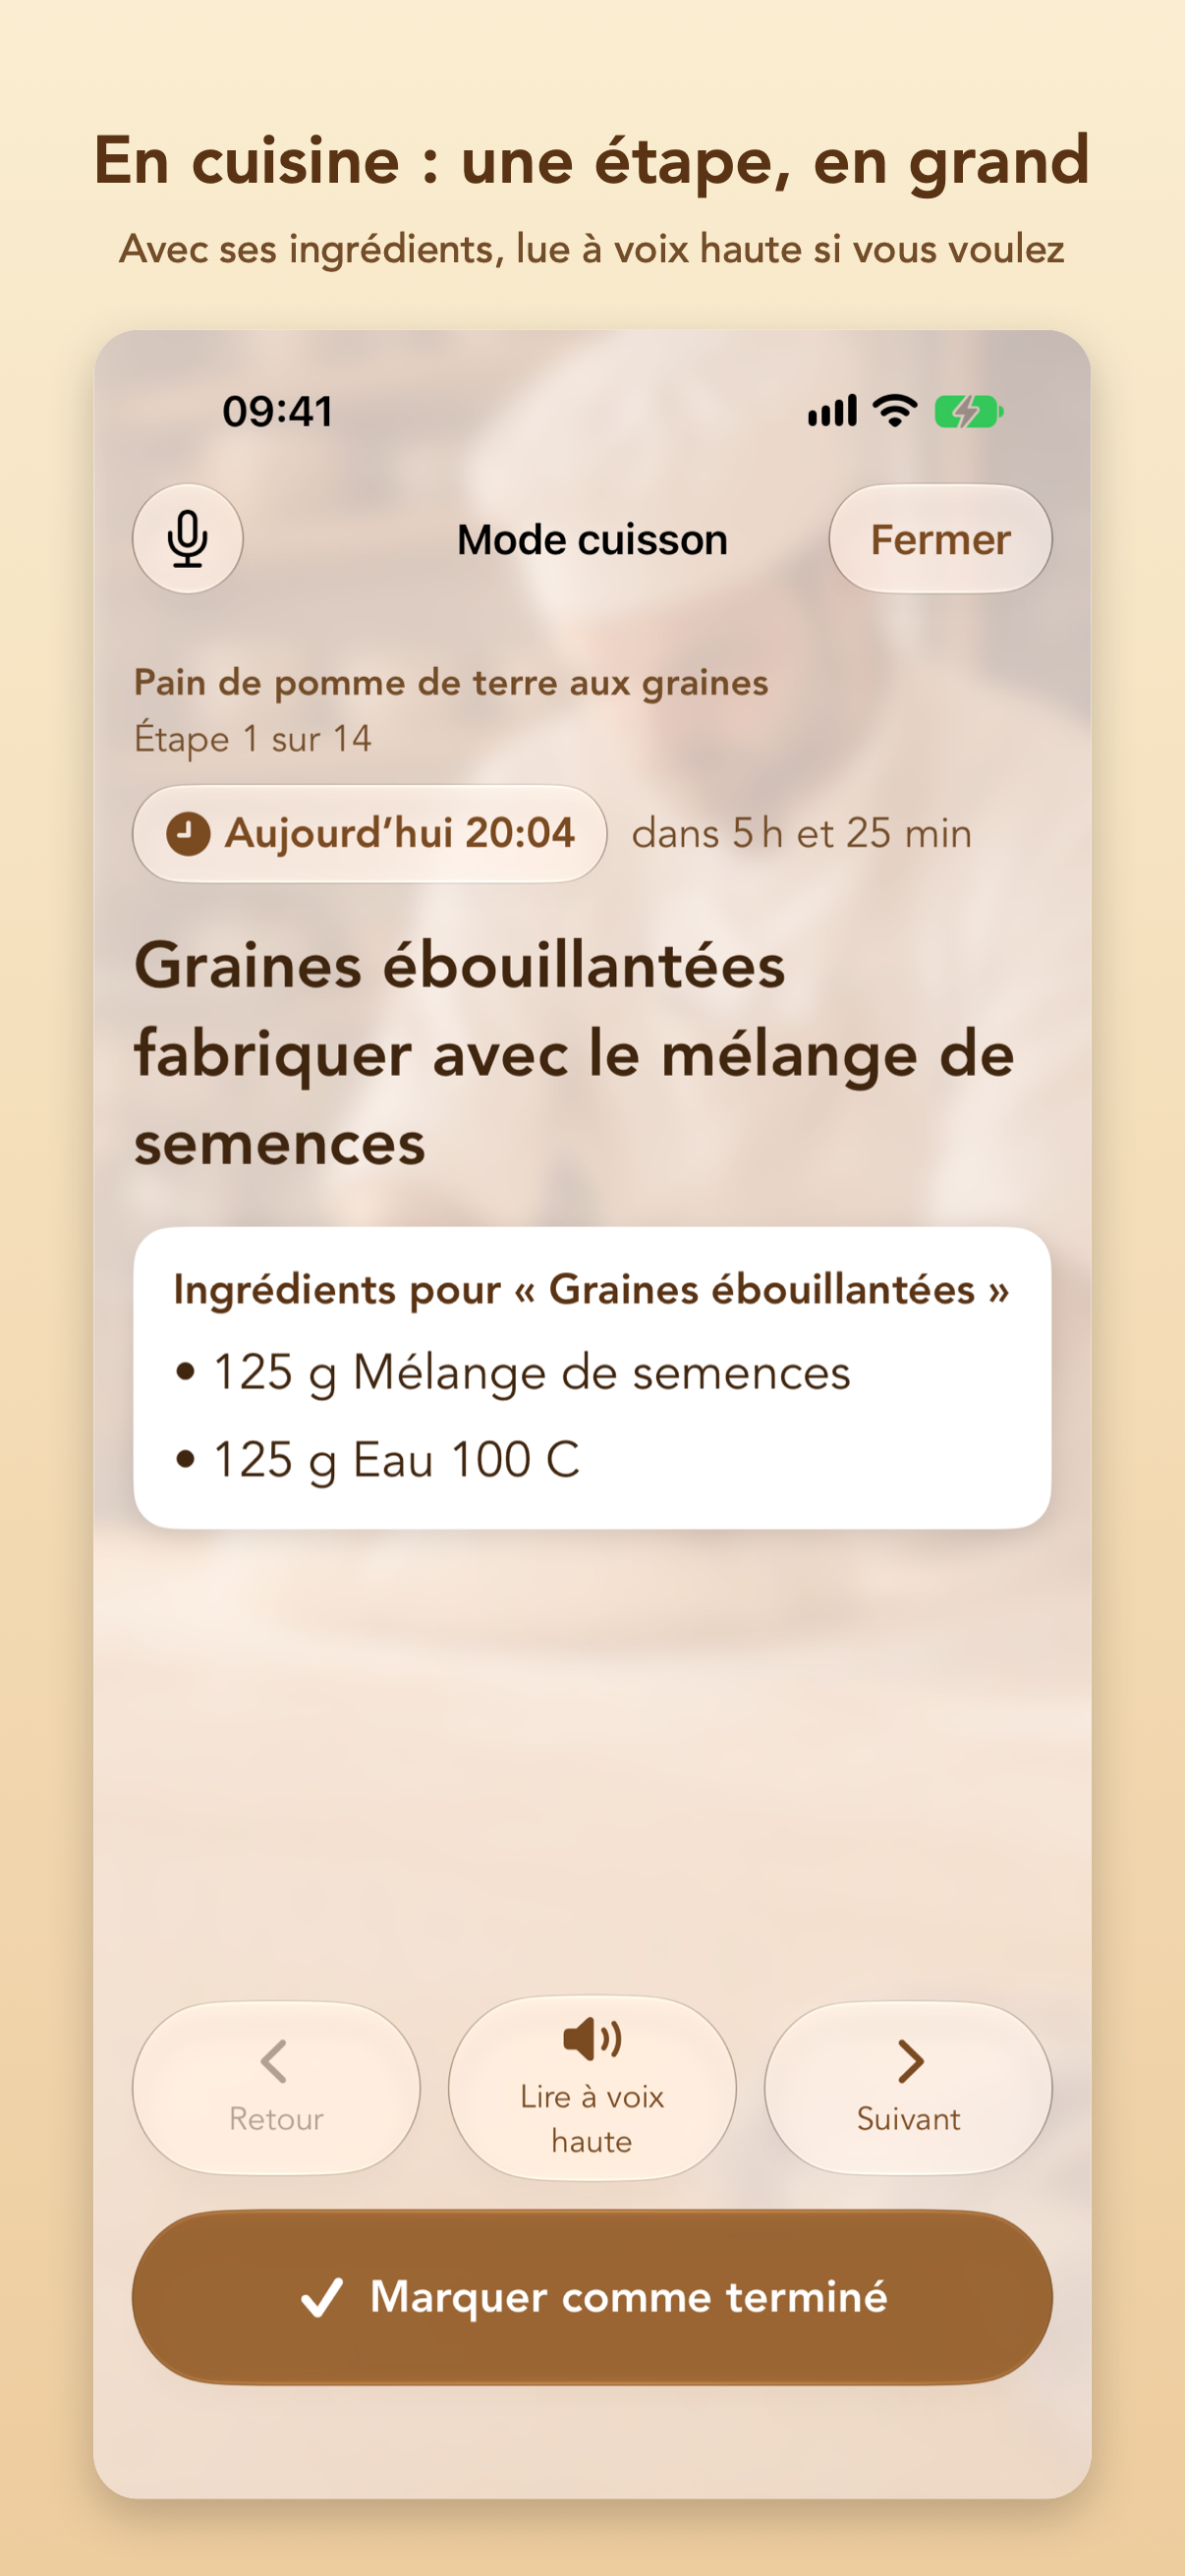 En cuisine : une étape, en grand
Avec ses ingrédients, lue à voix haute si vous voulez
09:41
Mode cuisson
Fermer
Pain de pomme de terre aux graines
Étape 1 sur 14
Aujourd’hui 20:04 dans 5 h et 25 min
Graines ébouillantées
fabriquer avec le mélange de
semences
Ingrédients pour « Graines ébouillantées »
• 125 g Mélange de semences
• 125 g Eau 100 C
Retour
Lire à voix
haute
Suivant
Marquer comme terminé